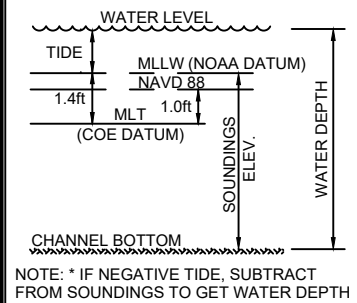 WATER LEVEL
TIDE
MLLW (NOAA DATUM)
NAVD 88
1.4ft
1.0ft
MLT
(COE DATUM)
SOUNDINGS
ELEV.
WATER DEPTH
CHANNEL BOTTOM
NOTE: * IF NEGATIVE TIDE, SUBTRACT
FROM SOUNDINGS TO GET WATER DEPTH